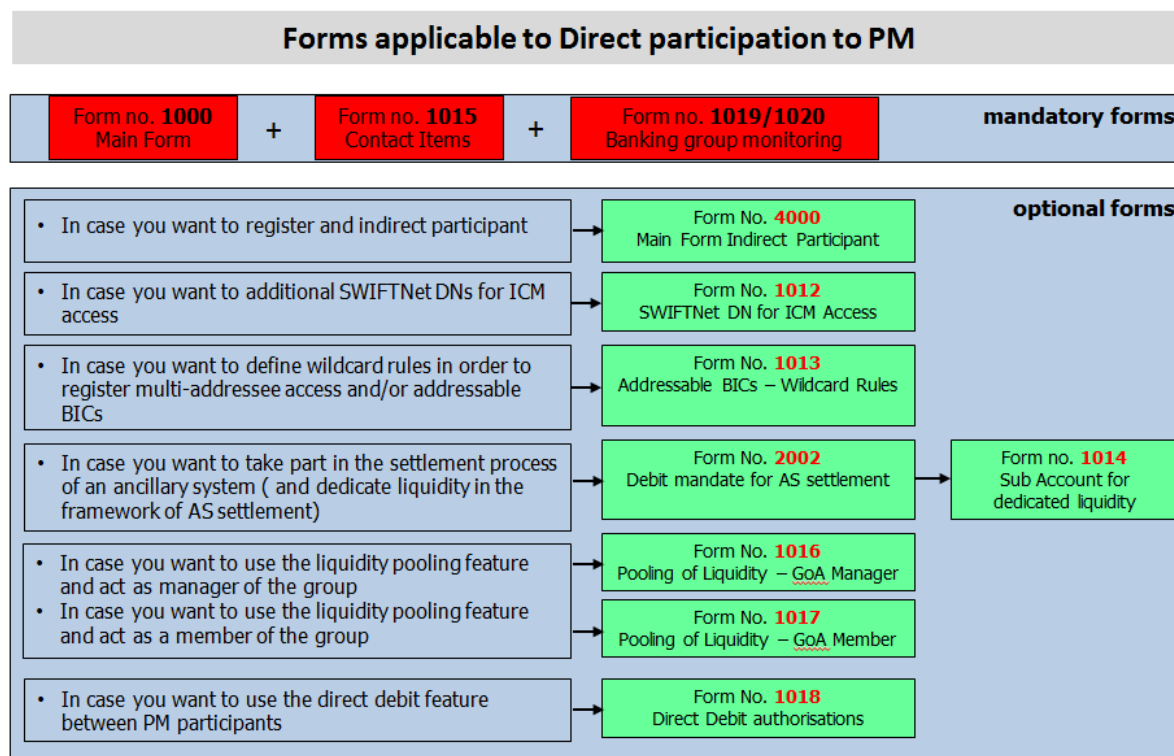 Forms applicable to Direct participation to PM
Form no. 1000
Main Form
+
Form no. 1015
Contact Items
+
Form no. 1019/1020
Banking group monitoring
mandatory forms
optional forms
• In case you want to register and indirect participant
Form No. 4000
Main Form Indirect Participant
• In case you want to additional SWIFTNet DNs for ICM
access
Form No. 1012
SWIFTNet DN for ICM Access
• In case you want to define wildcard rules in order to
register multi-addressee access and/or addressable
BICs
Form No. 1013
Addressable BICs – Wildcard Rules
• In case you want to take part in the settlement process
of an ancillary system ( and dedicate liquidity in the
framework of AS settlement)
Form No. 2002
Debit mandate for AS settlement
Form no. 1014
Sub Account for
dedicated liquidity
• In case you want to use the liquidity pooling feature
and act as manager of the group
• In case you want to use the liquidity pooling feature
and act as a member of the group
Form No. 1016
Pooling of Liquidity – GoA Manager
Form No. 1017
Pooling of Liquidity – GoA Member
• In case you want to use the direct debit feature
between PM participants
Form No. 1018
Direct Debit authorisations